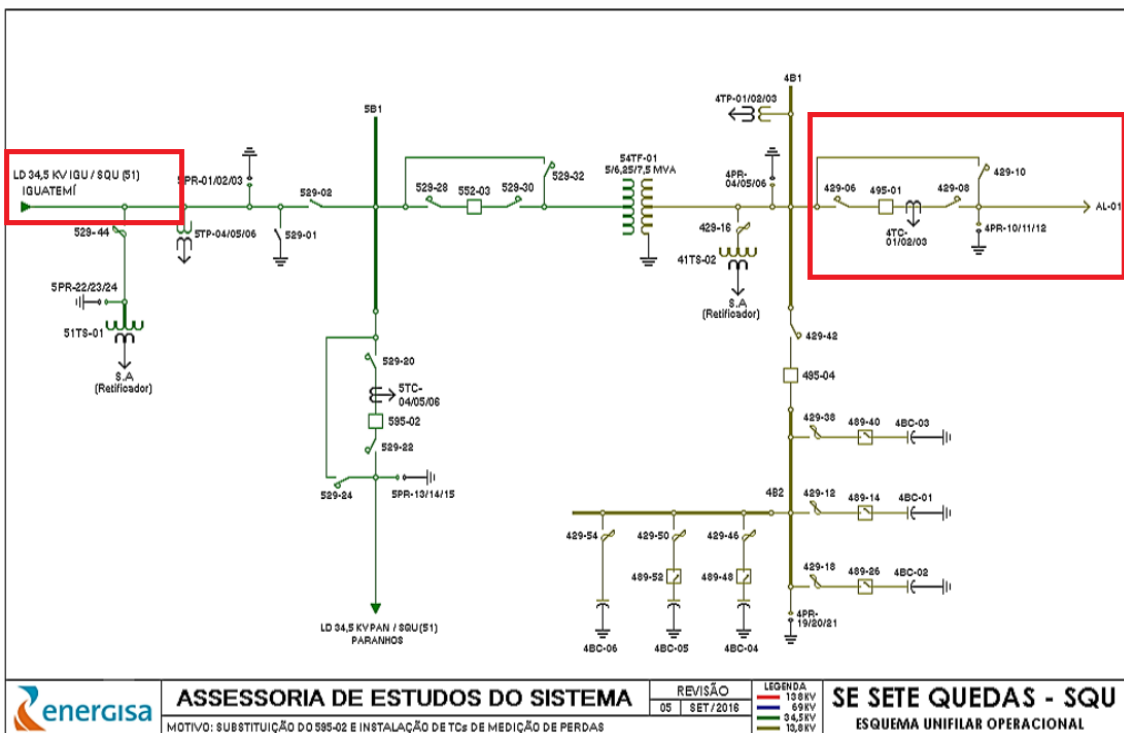 4B1
4TP-01/02/03
5B1
LD 34,5 KV IGU / SQU (51)
IGUATEMÍ
5PR-01/02/03
529-02
529-32
54TF-01
5/6,25/7,5 MVA
529-28
552-03
529-30
4PR-
04/05/06
429-10
429-06
495-01
429-08
AL-01
529-44
5TP-04/05/06
529-01
429-16
4TC-
01/02/03
4PR-10/11/12
41TS-02
5PR-22/23/24
51TS-01
S.A
(Retificador)
S.A
(Retificador)
429-42
529-20
5TC-
04/05/06
495-04
595-02
529-22
429-38
489-40
4BC-03
529-24
5PR-13/14/15
4B2
429-12
489-14
4BC-01
429-54
429-50
429-46
489-52
489-48
429-18
489-26
4BC-02
4PR-
19/20/21
LD 34,5 KV PAN / SQU(51)
PARANHOS
4BC-06
4BC-05
4BC-04
energisa
ASSESSORIA DE ESTUDOS DO SISTEMA
MOTIVO: SUBSTITUIÇÃO DO 595-02 E INSTALAÇÃO DE TCs DE MEDIÇÃO DE PERDAS
REVISÃO
05 SET/2016
LEGENDA
138KV
69KV
34,5KV
13,8KV
SE SETE QUEDAS - SQU
ESQUEMA UNIFILAR OPERACIONAL